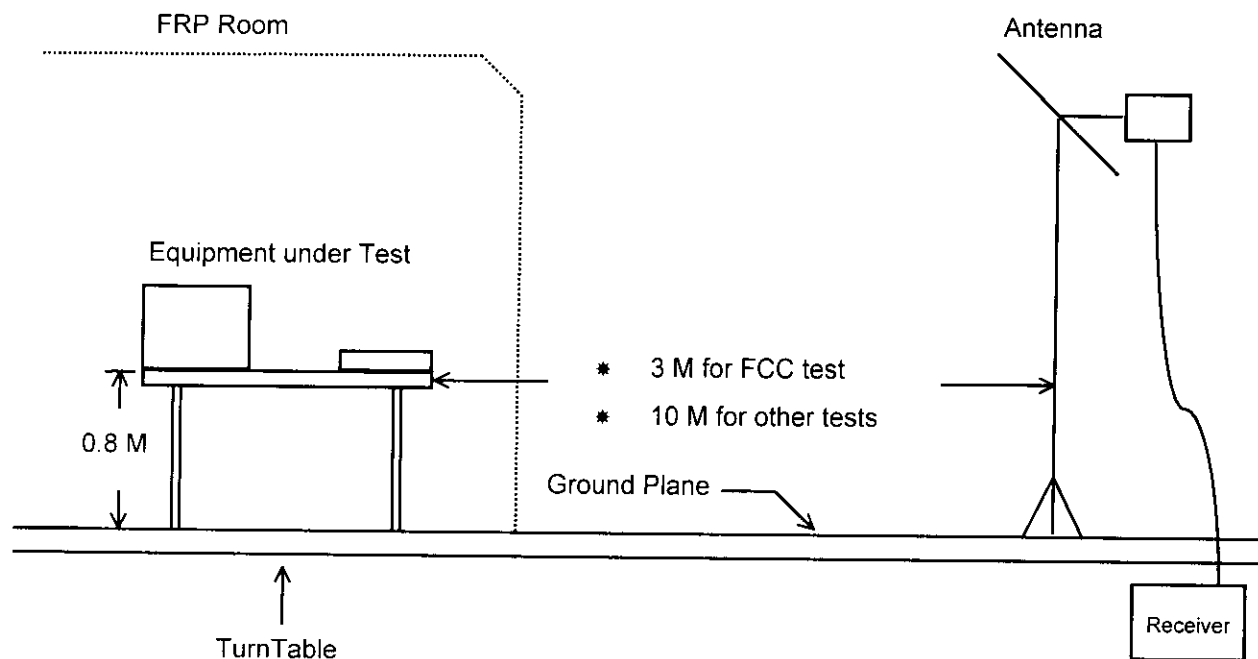 FRP Room
Antenna
Equipment under Test
✷ 3 M for FCC test
✷ 10 M for other tests
0.8 M
Ground Plane
TurnTable
Receiver